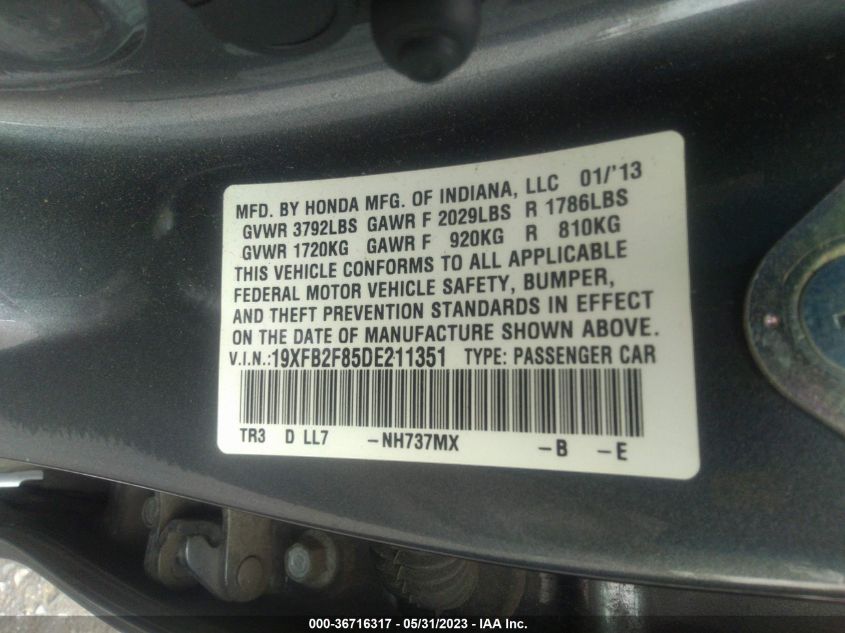 MFD. BY HONDA MFG. OF INDIANA, LLC 01/'13
GVWR 3792LBS GAWR F 2029LBS R 1786LBS
GVWR 1720KG GAWR F 920KG R 810KG
THIS VEHICLE CONFORMS TO ALL APPLICABLE
FEDERAL MOTOR VEHICLE SAFETY, BUMPER,
AND THEFT PREVENTION STANDARDS IN EFFECT
ON THE DATE OF MANUFACTURE SHOWN ABOVE.
V.I.N.:19XFB2F85DE211351 TYPE: PASSENGER CAR
TR3 D LL7 -NH737MX -B -E
000-36716317 - 05/31/2023 - IAA Inc.